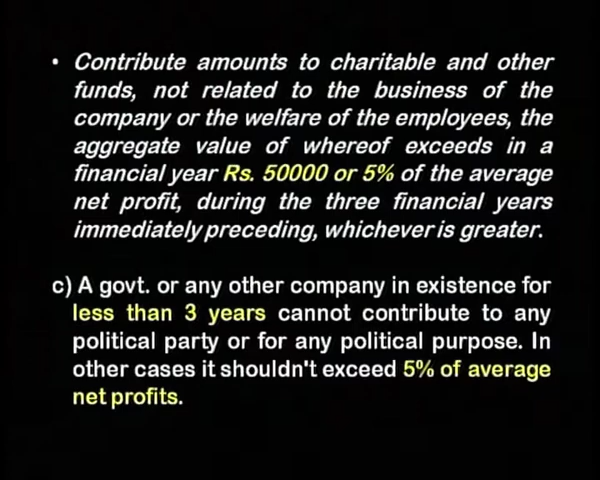 • Contribute amounts to charitable and other
funds, not related to the business of the
company or the welfare of the employees, the
aggregate value of whereof exceeds in a
financial year Rs. 50000 or 5% of the average
net profit, during the three financial years
immediately preceding, whichever is greater.
c) A govt. or any other company in existence for
less than 3 years cannot contribute to any
political party or for any political purpose. In
other cases it shouldn't exceed 5% of average
net profits.